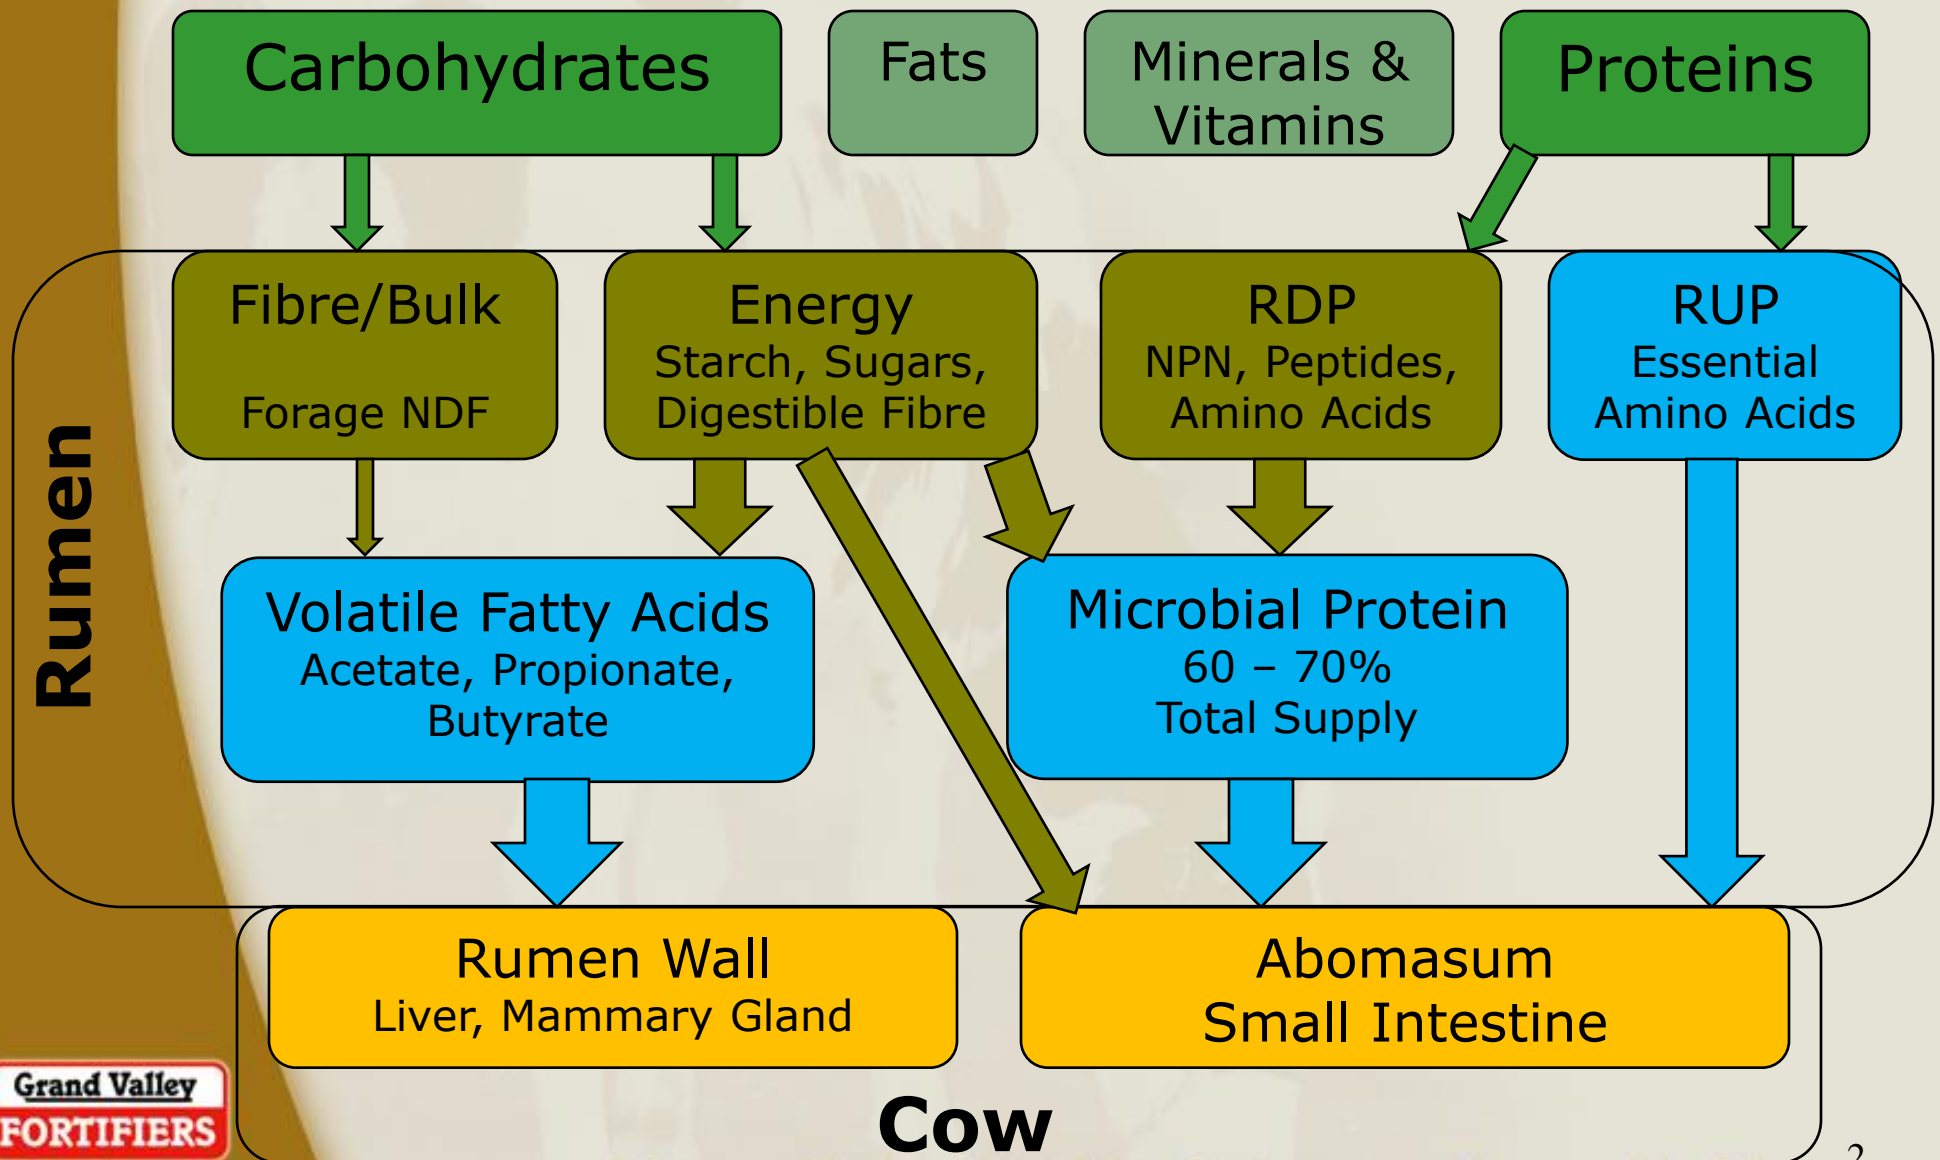 Carbohydrates
Fats
Minerals &
Vitamins
Proteins
Rumen
Fibre/Bulk
Forage NDF
Energy
Starch, Sugars,
Digestible Fibre
RDP
NPN, Peptides,
Amino Acids
RUP
Essential
Amino Acids
Volatile Fatty Acids
Acetate, Propionate,
Butyrate
Microbial Protein
60 – 70%
Total Supply
Rumen Wall
Liver, Mammary Gland
Abomasum
Small Intestine
Cow
Grand Valley
FORTIFIERS
2